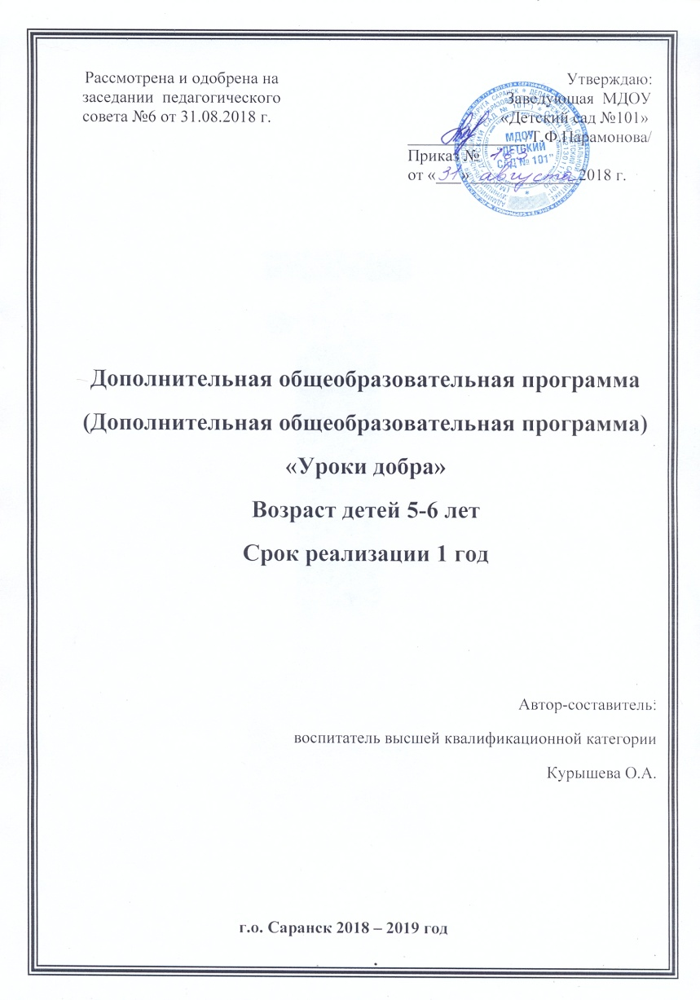 Рассмотрена и одобрена на
заседании педагогического
совета №6 от 31.08.2018 г.
Утверждаю:
Заведующая МДОУ
«Детский сад №101»
/Т.Ф.Парамонова/
Приказ №
от «31» августа 2018 г.
МДОУ
"ДЕТСКИЙ
САД № 101"
Дополнительная общеобразовательная программа
(Дополнительная общеобразовательная программа)
«Уроки добра»
Возраст детей 5-6 лет
Срок реализации 1 год
Автор-составитель:
воспитатель высшей квалификационной категории
Курышева О.А.
г.о. Саранск 2018 – 2019 год